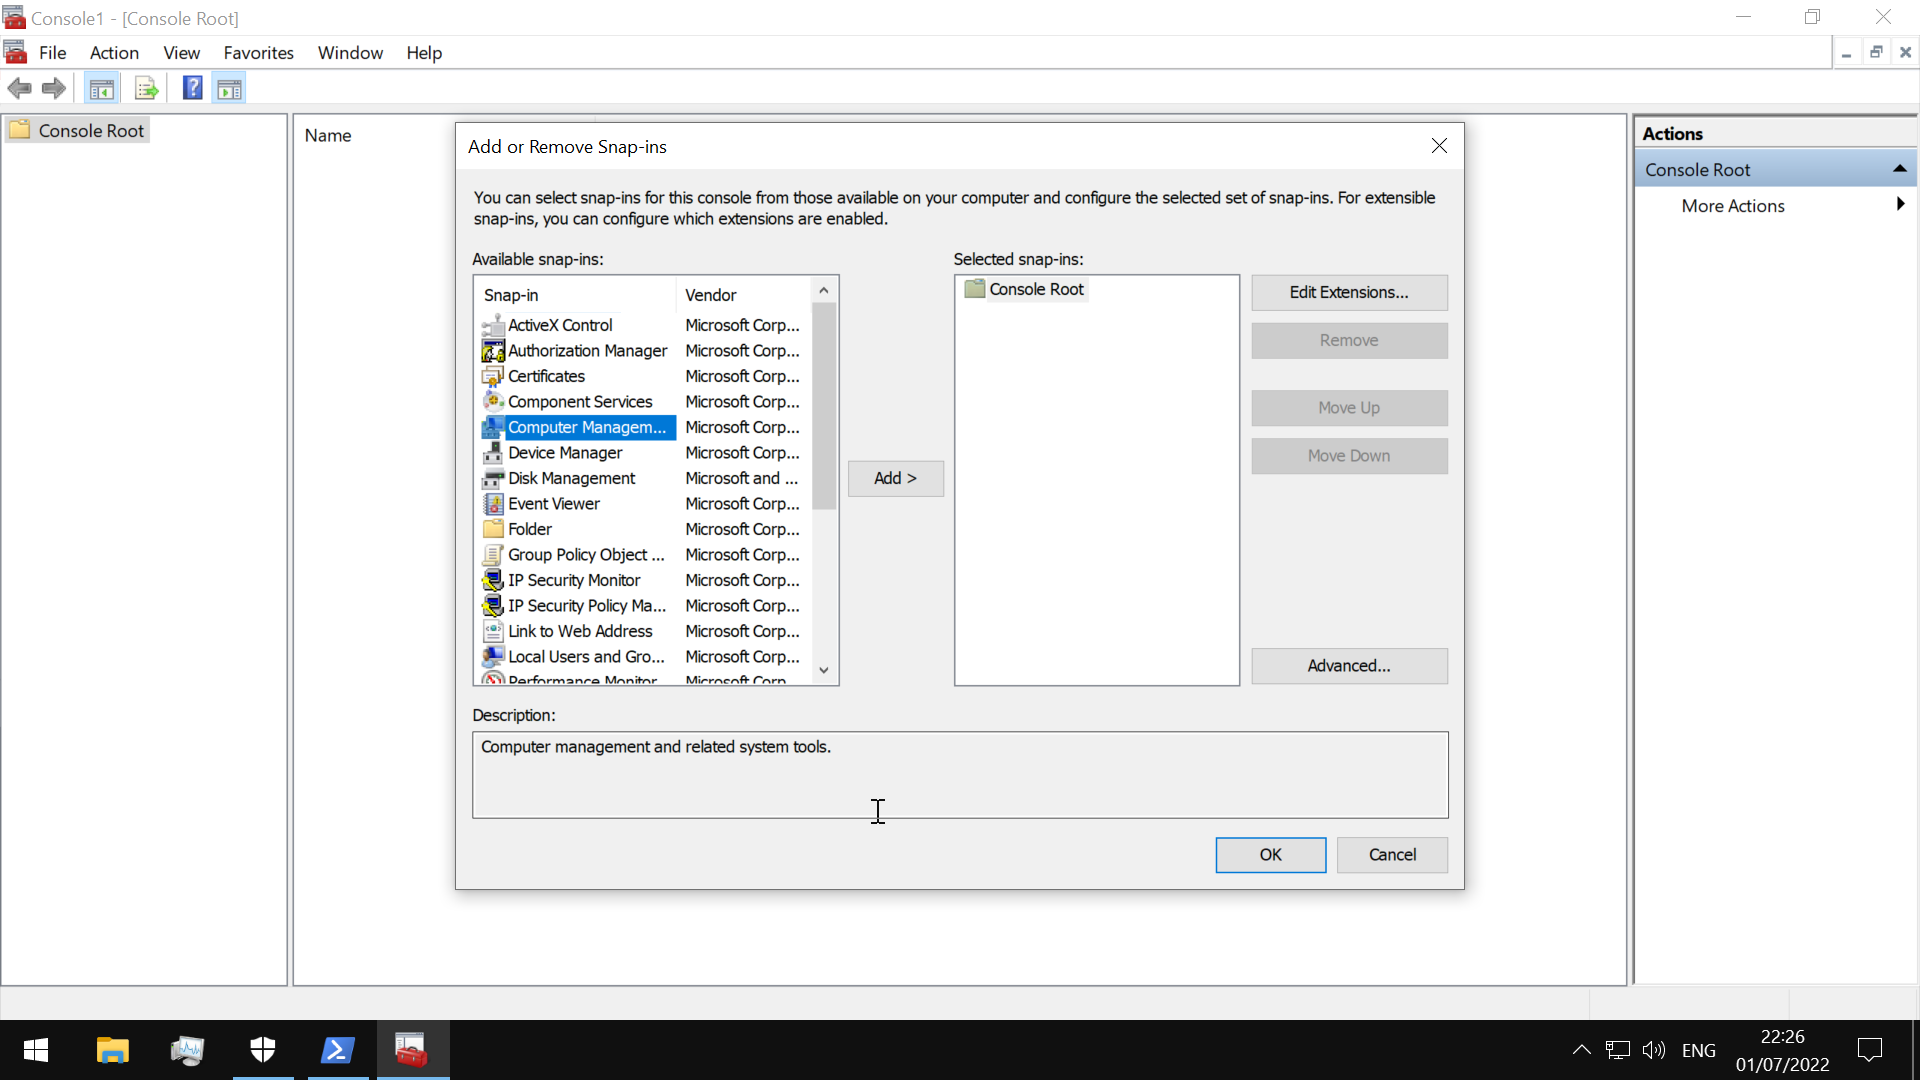 Console1 - [Console Root]
File Action View Favorites Window Help
Console Root
Name
Add or Remove Snap-ins
You can select snap-ins for this console from those available on your computer and configure the selected set of snap-ins. For extensible
snap-ins, you can configure which extensions are enabled.
Available snap-ins:
Snap-in Vendor
ActiveX Control Microsoft Corp...
Authorization Manager Microsoft Corp...
Certificates Microsoft Corp...
Component Services Microsoft Corp...
Computer Managem... Microsoft Corp...
Device Manager Microsoft Corp...
Disk Management Microsoft and ...
Event Viewer Microsoft Corp...
Folder Microsoft Corp...
Group Policy Object ... Microsoft Corp...
IP Security Monitor Microsoft Corp...
IP Security Policy Ma... Microsoft Corp...
Link to Web Address Microsoft Corp...
Local Users and Gro... Microsoft Corp...
Performance Monitor Microsoft Corp...
Add >
Selected snap-ins:
Console Root
Edit Extensions...
Remove
Move Up
Move Down
Advanced...
Description:
Computer management and related system tools.
OK
Cancel
Actions
Console Root
More Actions
ENG
22:26
01/07/2022